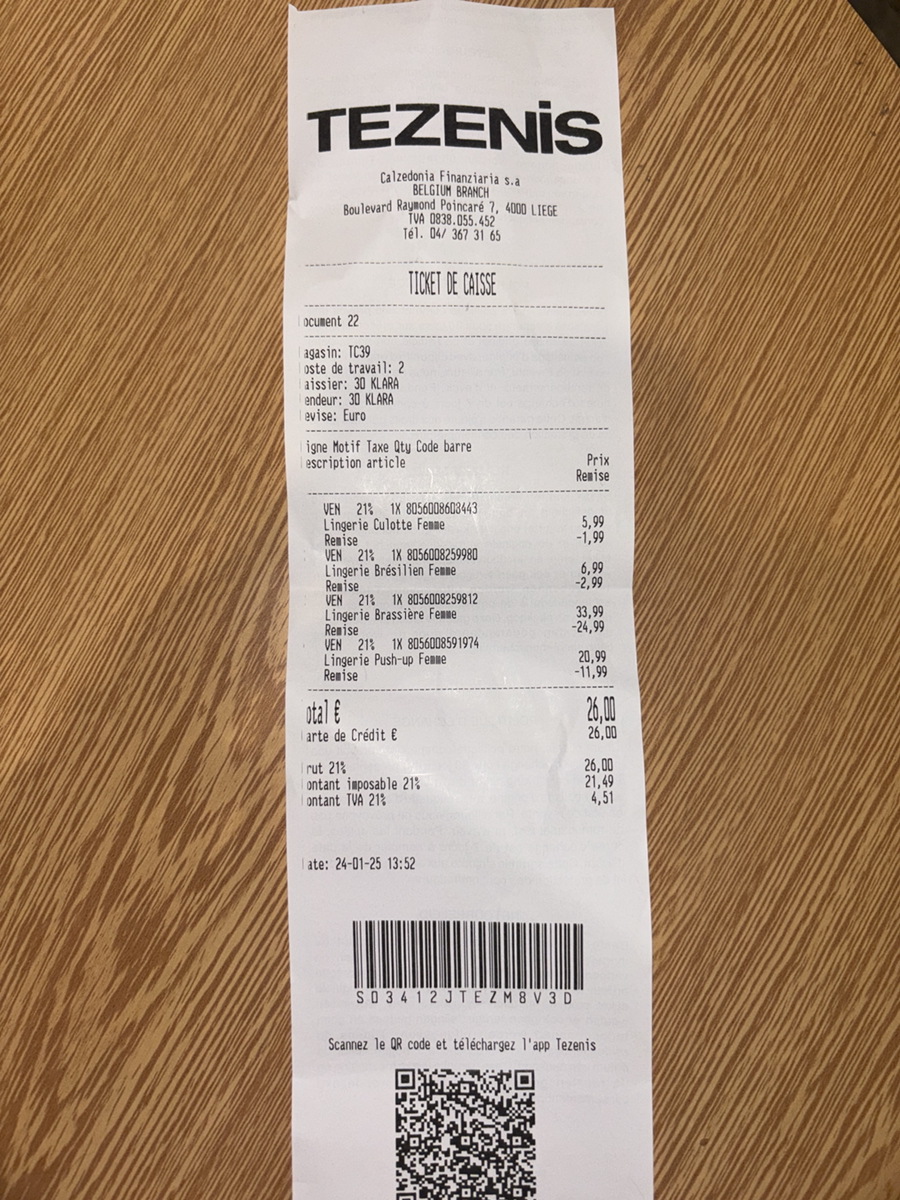 TEZENiS
Calzedonia Finanziaria s.a
BELGIUM BRANCH
Boulevard Raymond Poincaré 7, 4000 LIEGE
TVA 0838.055.452
Tél. 04/ 367 31 65
TICKET DE CAISSE
ocument 22
agasin: TC39
oste de travail: 2
aissier: 30 KLARA
endeur: 30 KLARA
evise: Euro
igne Motif Taxe Qty Code barre
escription article Prix
Remise
VEN 21% 1X 8056008603443
Lingerie Culotte Femme 5,99
Remise -1,99
VEN 21% 1X 8056008259980
Lingerie Brésilien Femme 6,99
Remise -2,99
VEN 21% 1X 8056008259812
Lingerie Brassière Femme 33,99
Remise -24,99
VEN 21% 1X 8056008591974
Lingerie Push-up Femme 20,99
Remise -11,99
otal € 26,00
arte de Crédit € 26,00
rut 21% 26,00
ontant imposable 21% 21,49
ontant TVA 21% 4,51
ate: 24-01-25 13:52
S03412JTEZM8V3D
Scannez le QR code et téléchargez l'app Tezenis